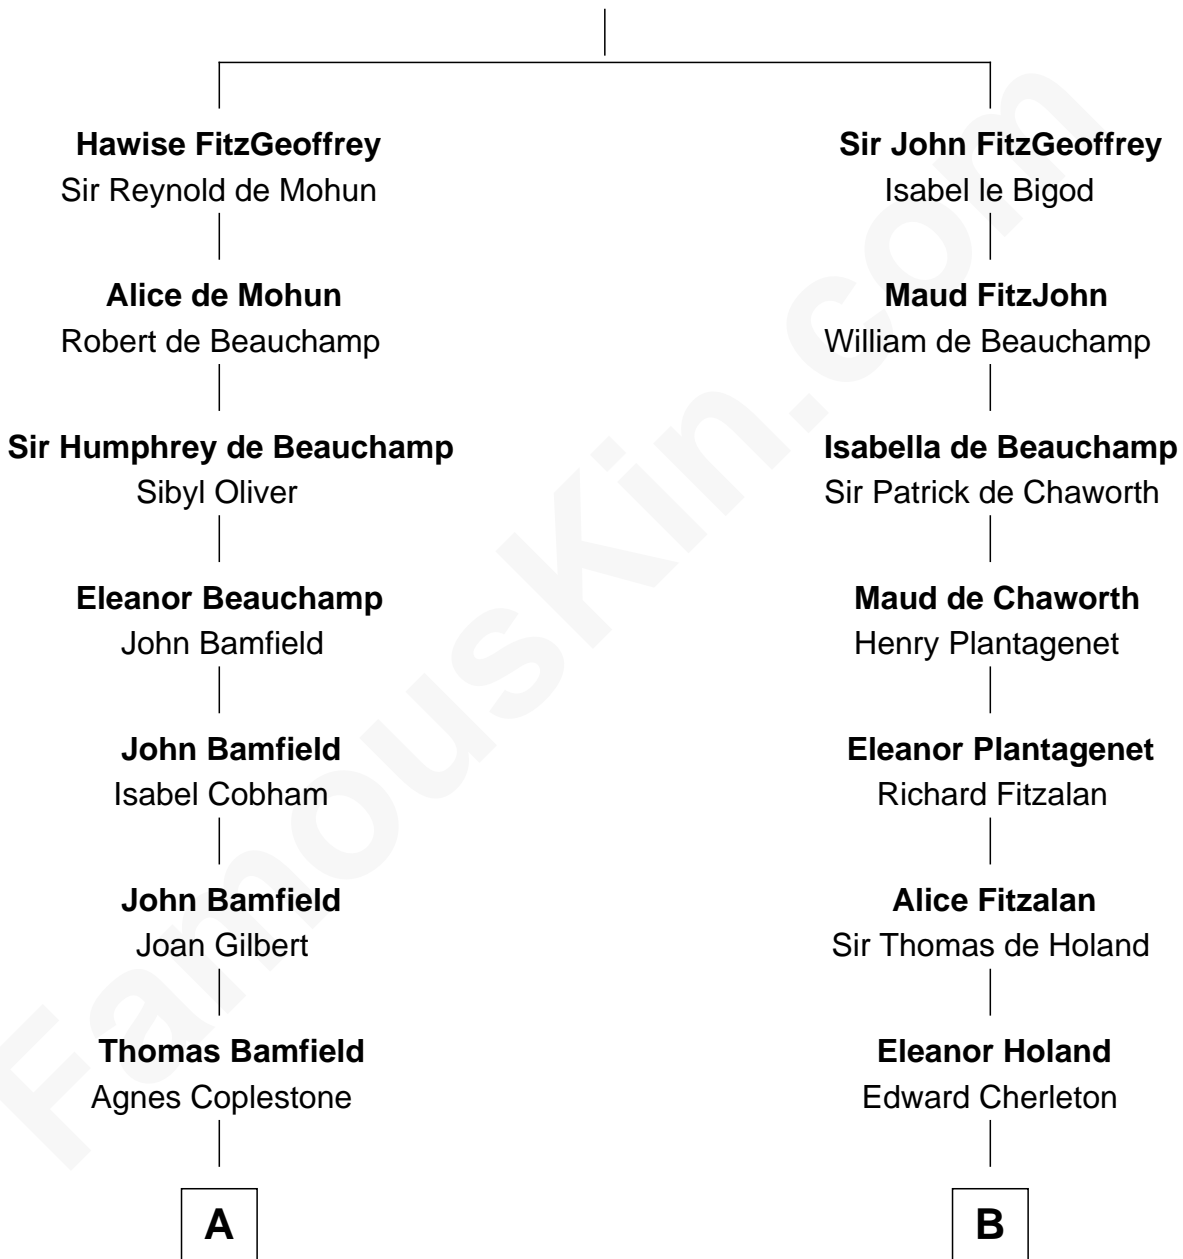 Hawise FitzGeoffrey
Sir Reynold de Mohun
Alice de Mohun
Robert de Beauchamp
Sir Humphrey de Beauchamp
Sibyl Oliver
Eleanor Beauchamp
John Bamfield
John Bamfield
Isabel Cobham
John Bamfield
Joan Gilbert
Thomas Bamfield
Agnes Coplestone
A
Sir John FitzGeoffrey
Isabel le Bigod
Maud FitzJohn
William de Beauchamp
Isabella de Beauchamp
Sir Patrick de Chaworth
Maud de Chaworth
Henry Plantagenet
Eleanor Plantagenet
Richard Fitzalan
Alice Fitzalan
Sir Thomas de Holand
Eleanor Holand
Edward Cherleton
B
FamousKin.com